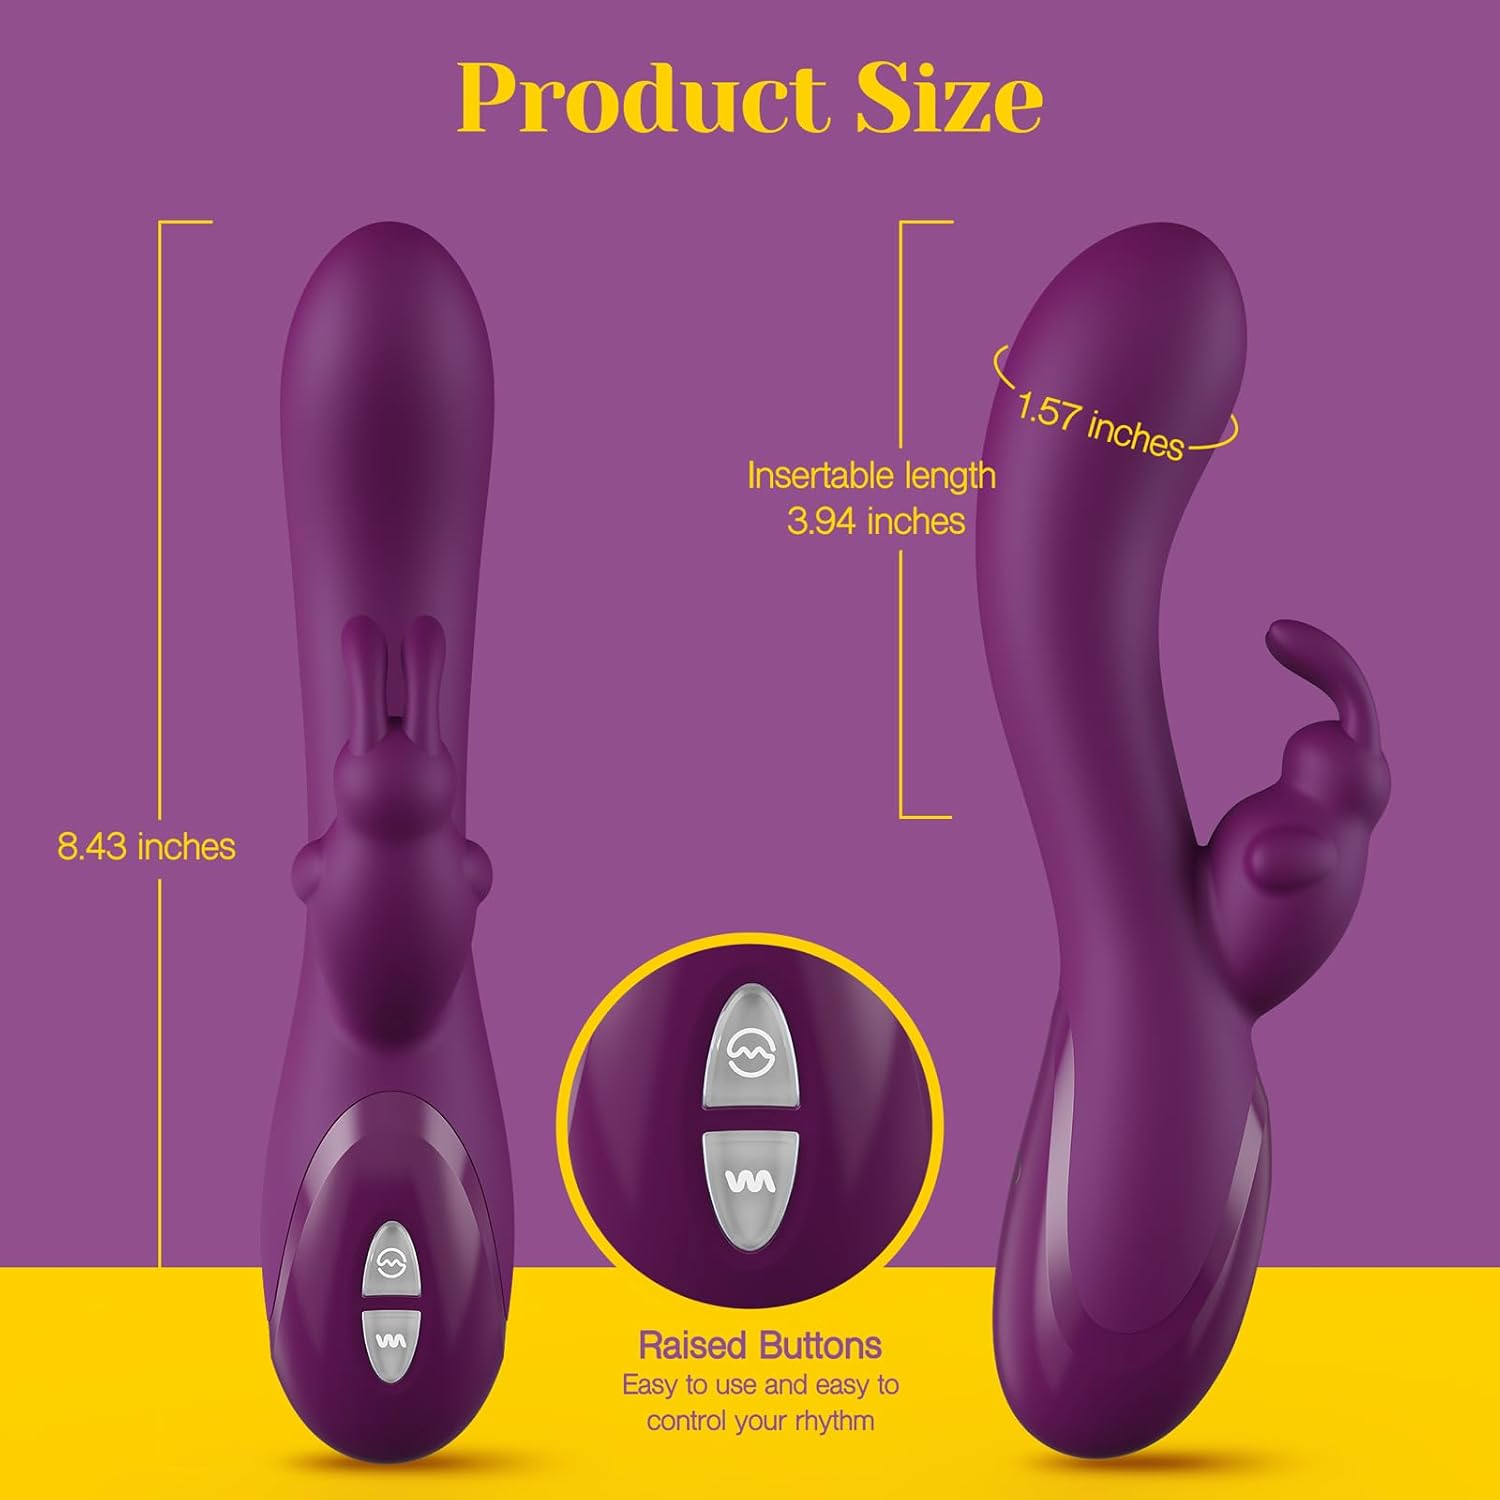 Product Size
8.43 inches
Insertable length
3.94 inches
1.57 inches
Raised Buttons
Easy to use and easy to
control your rhythm